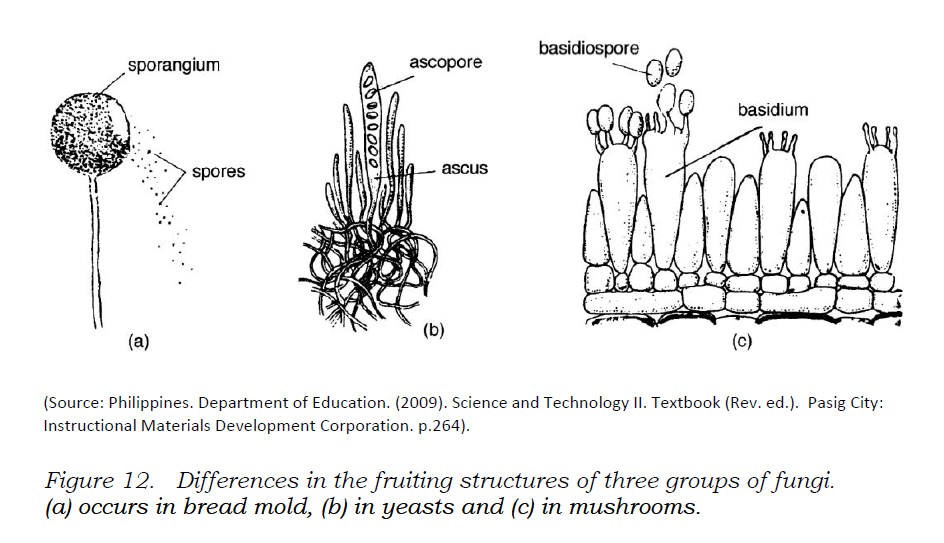 sporangium
spores
(a)
ascopore
ascus
(b)
basidiospore
basidium
(c)
(Source: Philippines. Department of Education. (2009). Science and Technology II. Textbook (Rev. ed.). Pasig City:
Instructional Materials Development Corporation. p.264).
Figure 12. Differences in the fruiting structures of three groups of fungi.
(a) occurs in bread mold, (b) in yeasts and (c) in mushrooms.